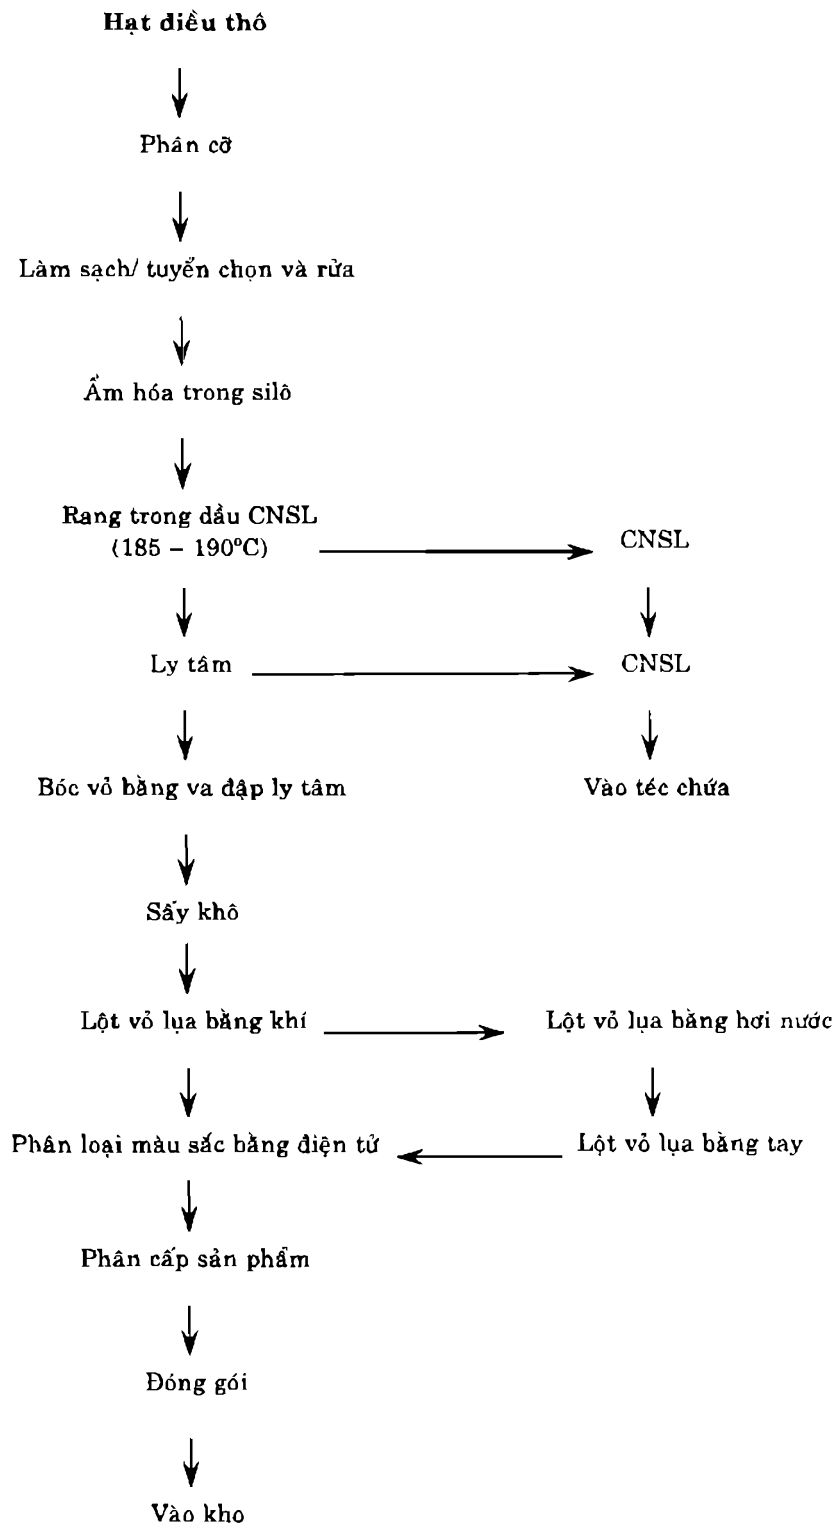 Hạt điều thô
Phân cỡ
Làm sạch/ tuyển chọn và rửa
Ẩm hóa trong silô
Rang trong dầu CNSL
(185 – 190ºC)
CNSL
Ly tâm
CNSL
Bóc vỏ bằng va đập ly tâm
Vào téc chứa
Sấy khô
Lột vỏ lụa bằng khí
Lột vỏ lụa bằng hơi nước
Phân loại màu sắc bằng điện tử
Lột vỏ lụa bằng tay
Phân cấp sản phẩm
Đóng gói
Vào kho